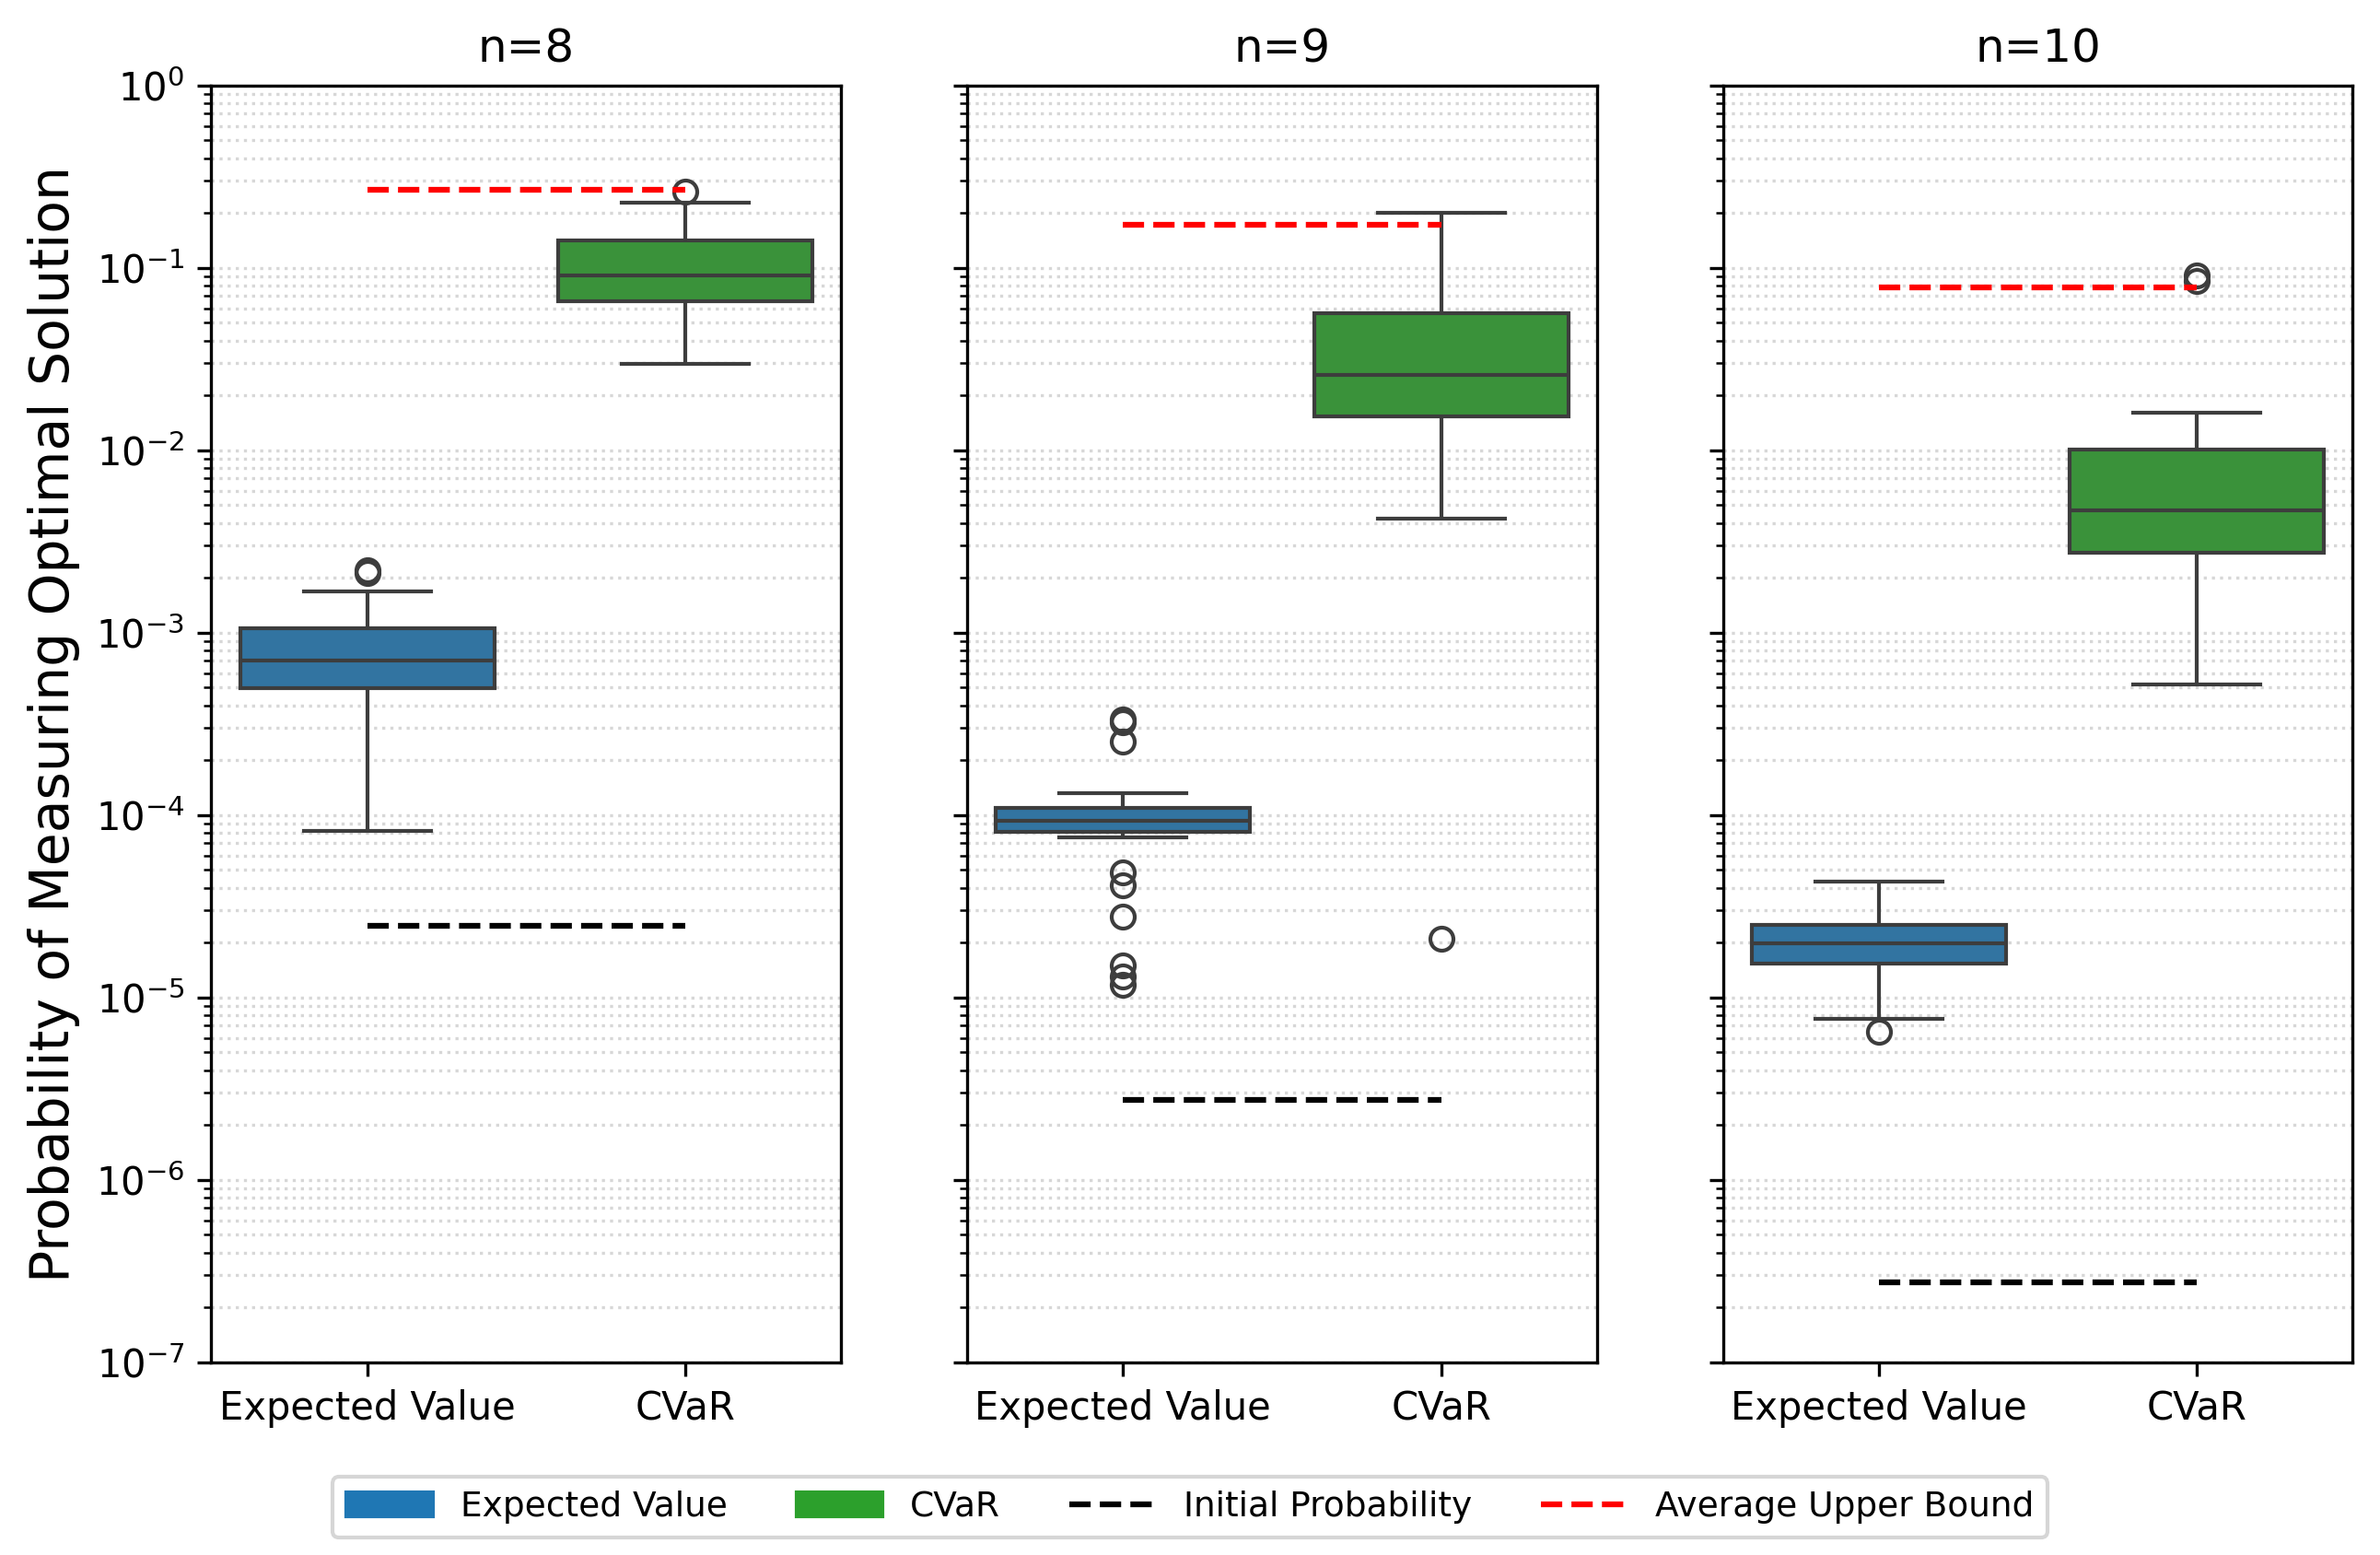 n=8
n=9
n=10
Probability of Measuring Optimal Solution
10⁰
10⁻¹
10⁻²
10⁻³
10⁻⁴
10⁻⁵
10⁻⁶
10⁻⁷
Expected Value
CVaR
Expected Value
CVaR
Expected Value
CVaR
Expected Value
CVaR
Initial Probability
Average Upper Bound